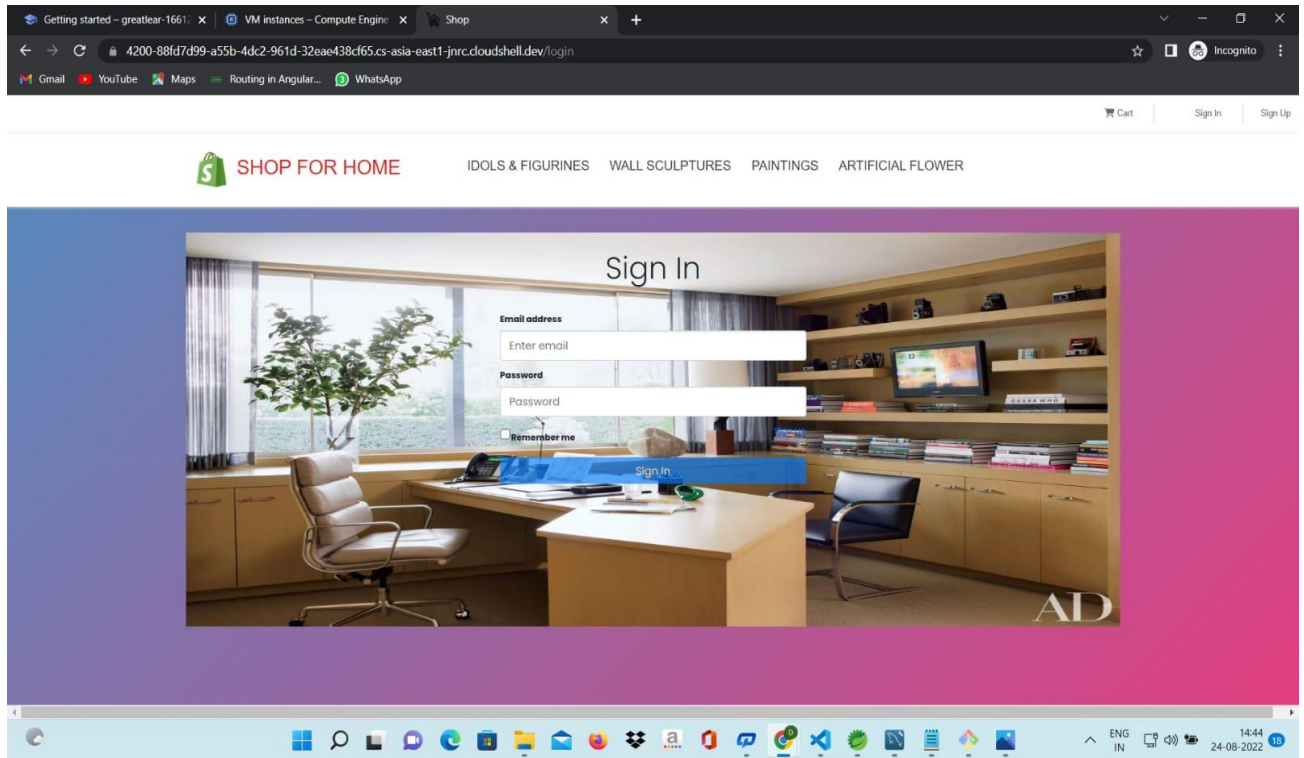 Getting started – greatlear-1661
VM instances – Compute Engine
Shop
4200-88fd7d99-a55b-4dc2-961d-32eae438cf65.cs-asia-east1-jnrc.cloudshell.dev/login
Incognito
Gmail YouTube Maps Routing in Angular... WhatsApp
Cart Sign In Sign Up
SHOP FOR HOME IDOLS & FIGURINES WALL SCULPTURES PAINTINGS ARTIFICIAL FLOWER
Sign In
Email address
Enter email
Password
Password
GUESS WHO
Remember me
Sign In
AD
ENG
IN
14:44
24-08-2022
18